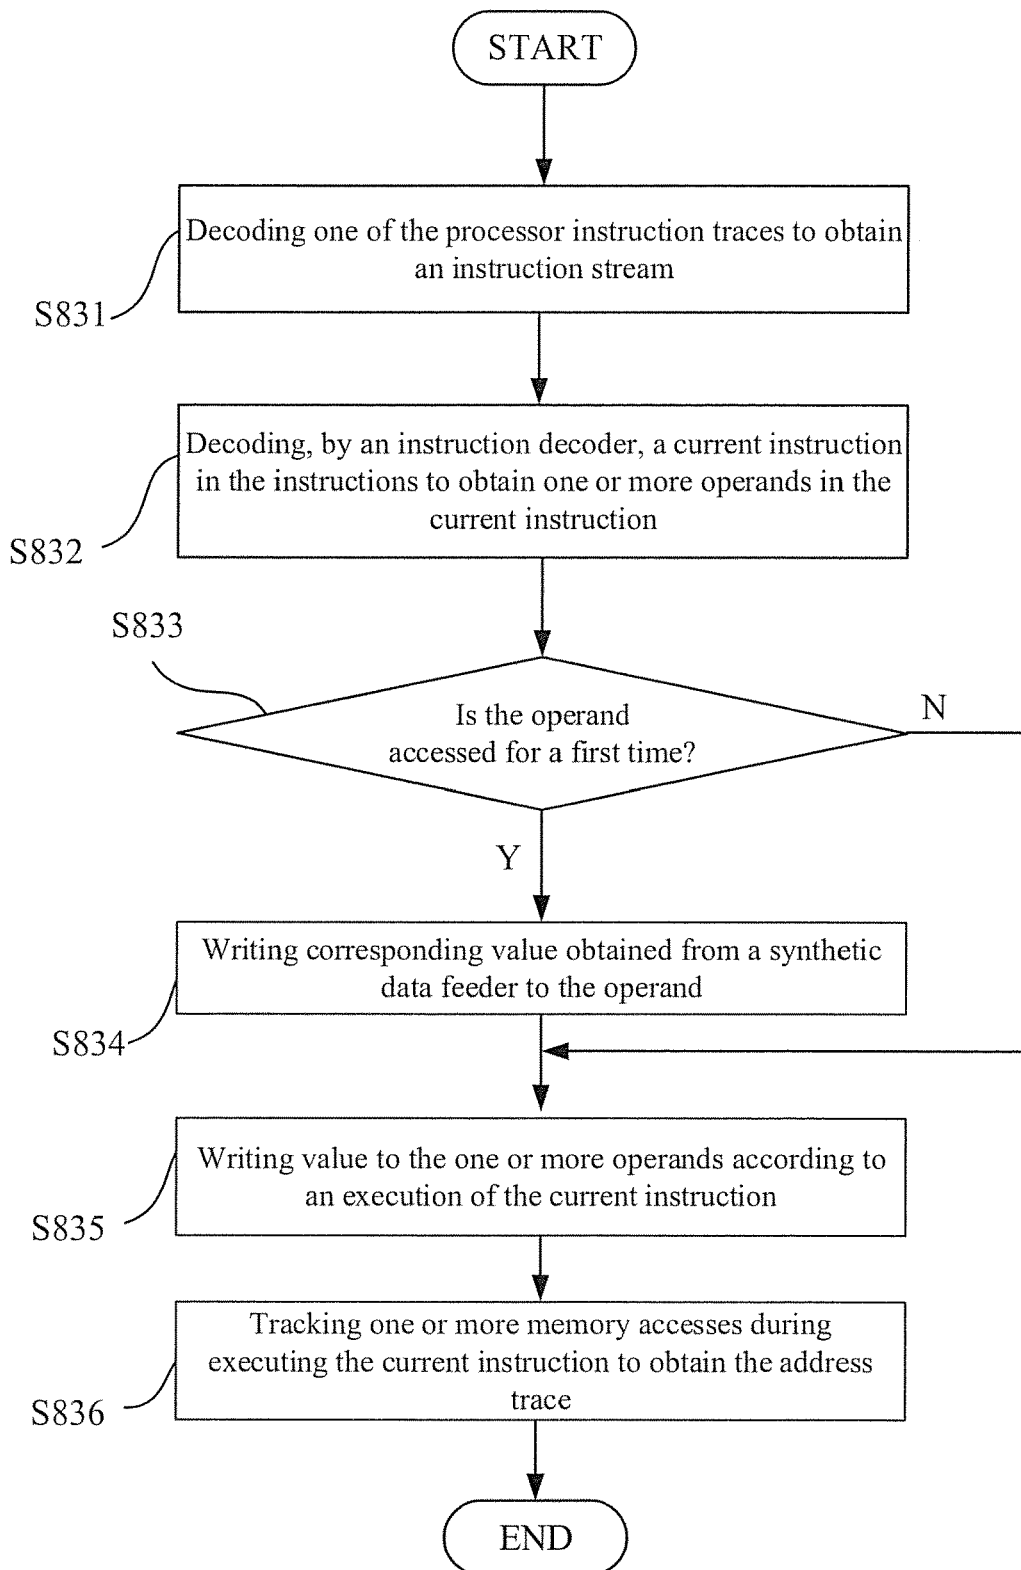 START
Decoding one of the processor instruction traces to obtain
an instruction stream
S831
Decoding, by an instruction decoder, a current instruction
in the instructions to obtain one or more operands in the
current instruction
S832
S833
Is the operand
accessed for a first time?
N
Y
Writing corresponding value obtained from a synthetic
data feeder to the operand
S834
Writing value to the one or more operands according to
an execution of the current instruction
S835
Tracking one or more memory accesses during
executing the current instruction to obtain the address
trace
S836
END